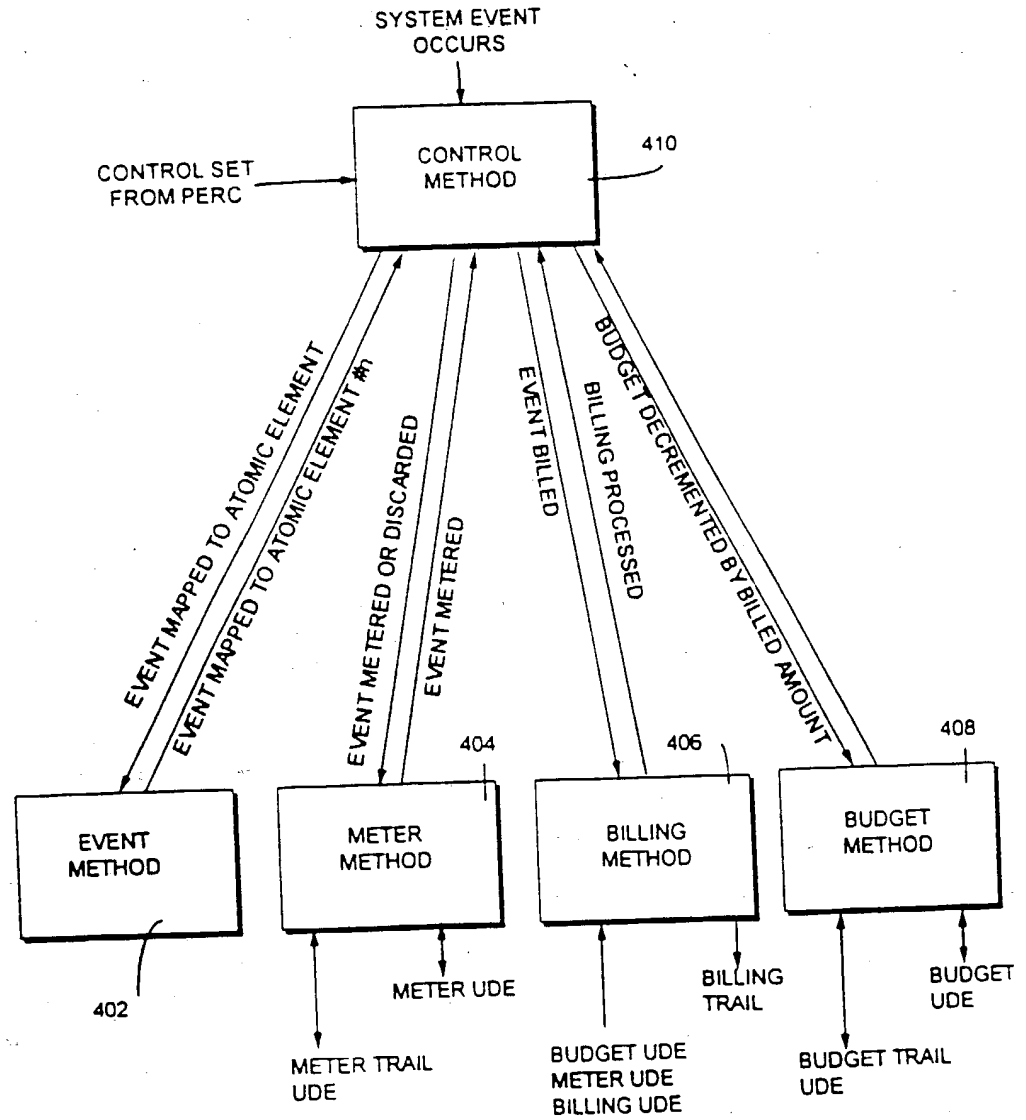 SYSTEM EVENT
OCCURS
CONTROL
METHOD
410
CONTROL SET
FROM PERC
EVENT MAPPED TO ATOMIC ELEMENT
EVENT MAPPED TO ATOMIC ELEMENT #n
EVENT METERED OR DISCARDED
EVENT METERED
EVENT BILLED
BILLING PROCESSED
BUDGET DECREMENTED BY BILLED AMOUNT
EVENT
METHOD
402
METER
METHOD
404
BILLING
METHOD
406
BUDGET
METHOD
408
METER UDE
METER TRAIL
UDE
BUDGET UDE
METER UDE
BILLING UDE
BILLING
TRAIL
BUDGET TRAIL
UDE
BUDGET
UDE